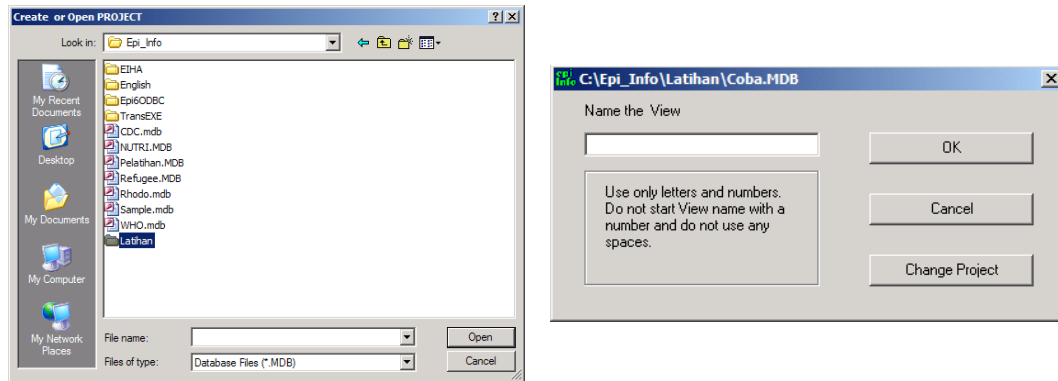 Create or Open PROJECT
Look in: Epi_Info
My Recent
Documents
Desktop
My Documents
My Computer
My Network
Places
EIHA
English
Epi6ODBC
TransEXE
CDC.mdb
NUTRI.MDB
Pelatihan.MDB
Refugee.MDB
Rhodo.mdb
Sample.mdb
WHO.mdb
Latihan
File name:
Open
Files of type: Database Files (*.MDB)
Cancel
epi
info
C:\Epi_Info\Latihan\Coba.MDB
Name the View
OK
Use only letters and numbers.
Do not start View name with a
number and do not use any
spaces.
Cancel
Change Project